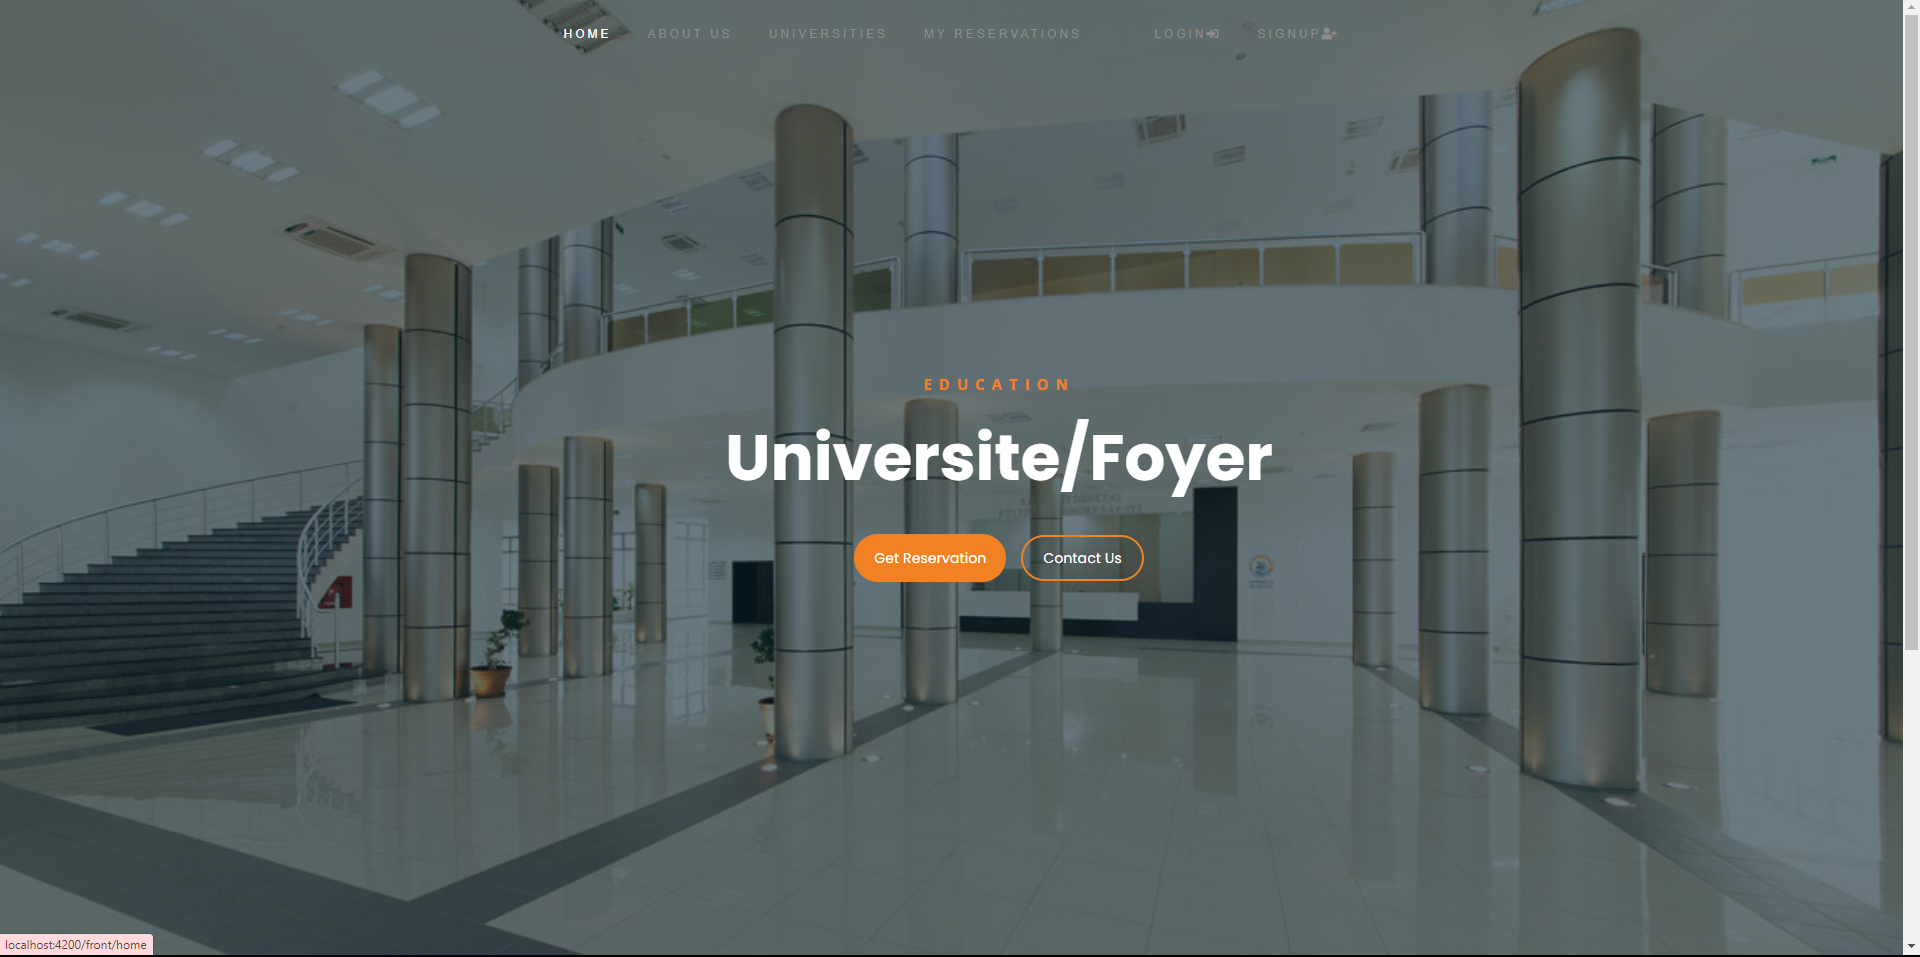 HOME ABOUT US UNIVERSITIES MY RESERVATIONS LOGIN SIGNUP
EDUCATION
Universite/Foyer
Get Reservation Contact Us
localhost:4200/front/home